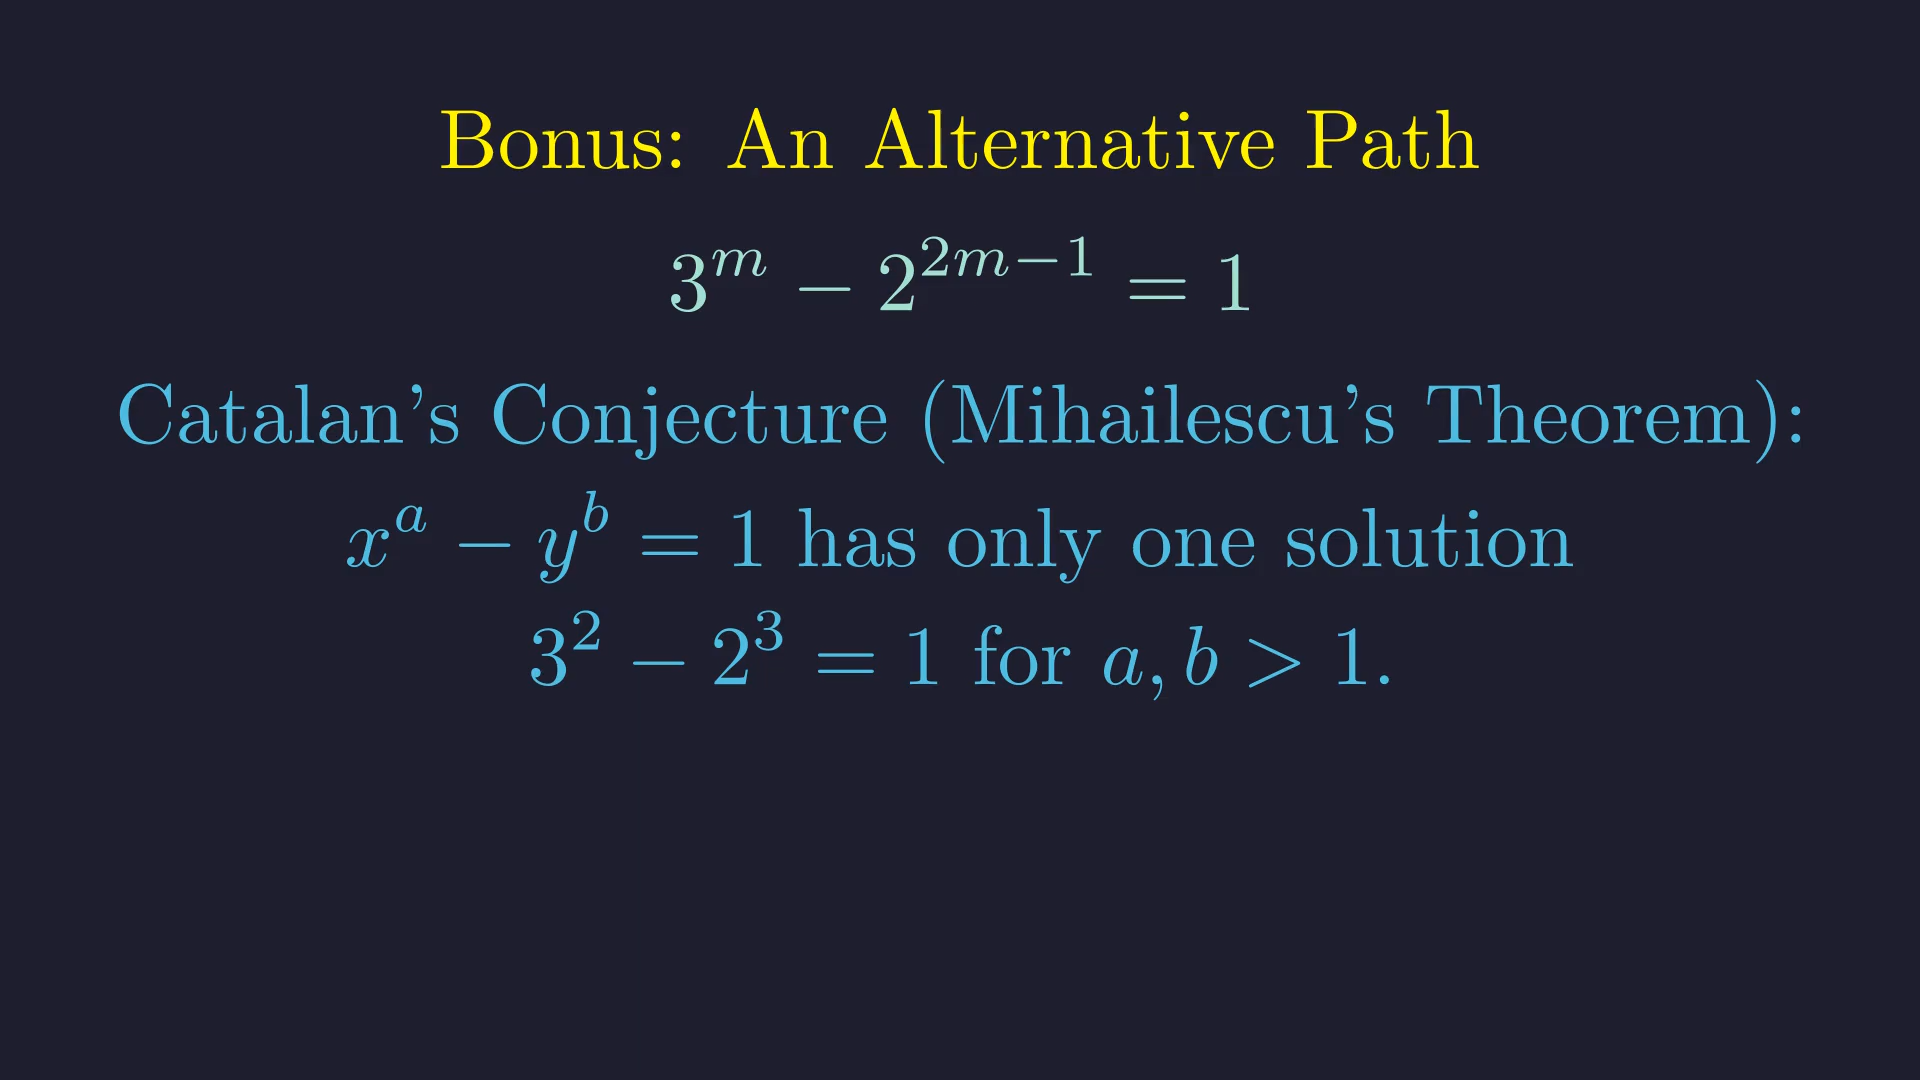 Bonus: An Alternative Path
$3^m - 2^{2m-1} = 1$
Catalan's Conjecture (Mihailescu's Theorem):
$x^a - y^b = 1$ has only one solution
$3^2 - 2^3 = 1$ for $a, b > 1$.